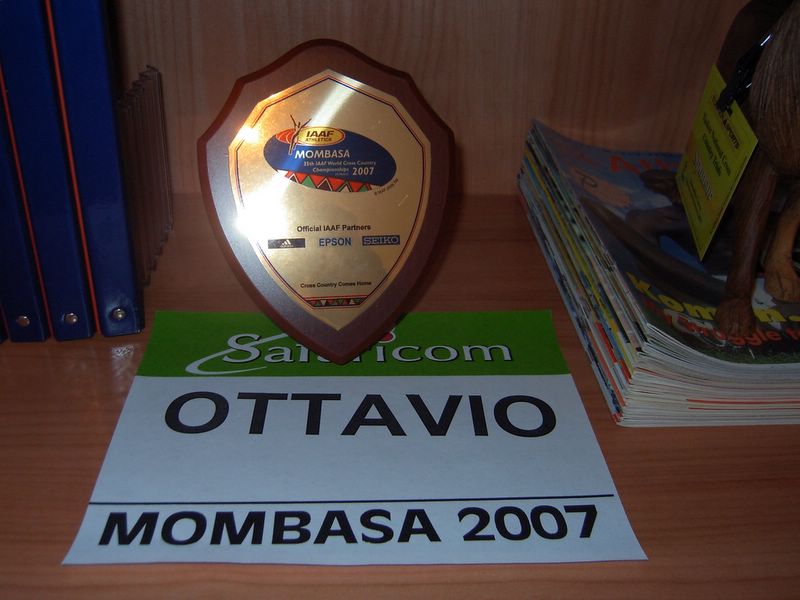 IAAF
ATHLETICS
MOMBASA
35th IAAF World Cross Country
Championships 2007
Official IAAF Partners
adidas EPSON SEIKO
Cross Country Comes Home
Safaricom
OTTAVIO
MOMBASA 2007